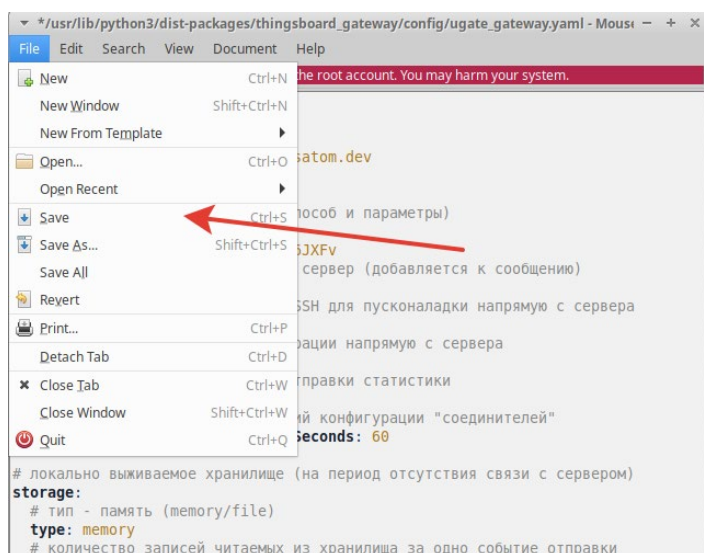 */usr/lib/python3/dist-packages/thingsboard_gateway/config/ugate_gateway.yaml - Mouse
File Edit Search View Document Help
New Ctrl+N
he root account. You may harm your system.
New Window Shift+Ctrl+N
New From Template
Open... Ctrl+O
satom.dev
Open Recent
Save Ctrl+S
пособ и параметры)
Save As... Shift+Ctrl+S
5JXFv
Save All
сервер (добавляется к сообщению)
Revert
SSH для пусконаладки напрямую с сервера
Print... Ctrl+P
рации напрямую с сервера
Detach Tab Ctrl+D
тправки статистики
Close Tab Ctrl+W
Close Window Shift+Ctrl+W
ий конфигурации "соединителей"
Quit Ctrl+Q
Seconds: 60
# локально выживаемое хранилище (на период отсутствия связи с сервером)
storage:
# тип - память (memory/file)
type: memory
# количество записей читаемых из хранилища за одно событие отправки